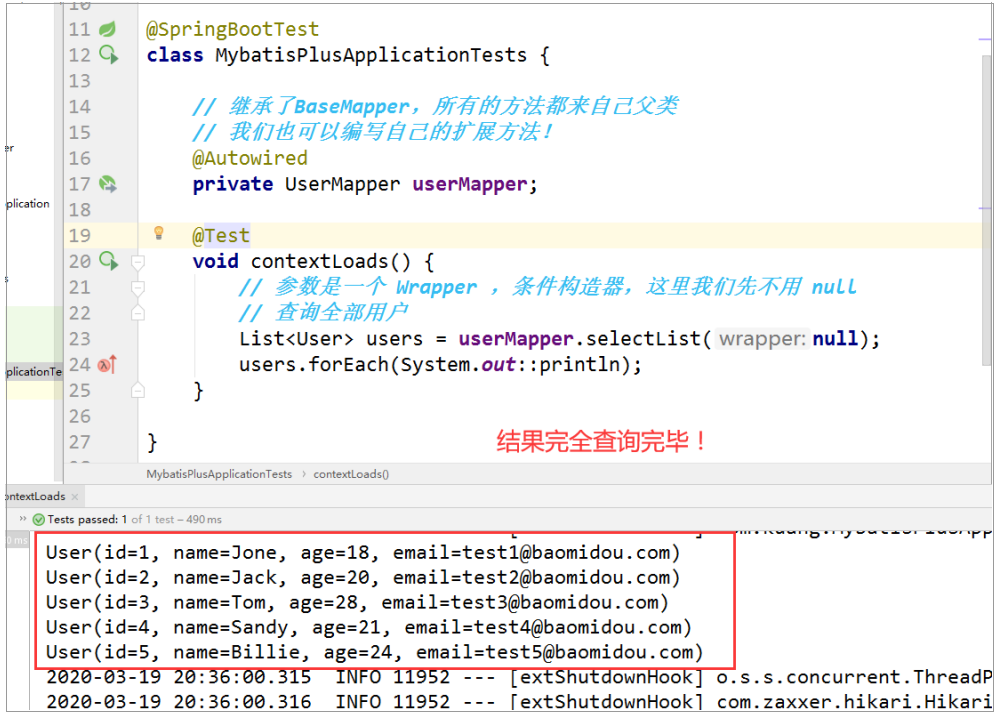 10
11 @SpringBootTest
12 class MybatisPlusApplicationTests {
13
14 // 继承了BaseMapper，所有的方法都来自己父类
15 // 我们也可以编写自己的扩展方法！
er
16 @Autowired
17 private UserMapper userMapper;
plication
18
19 @Test
20 void contextLoads() {
s
21 // 参数是一个 Wrapper ，条件构造器，这里我们先不用 null
22 // 查询全部用户
23 List<User> users = userMapper.selectList( wrapper: null);
plicationTe
24 users.forEach(System.out::println);
25 }
26
27 } 结果完全查询完毕！
MybatisPlusApplicationTests › contextLoads()
ontextLoads ×
» Tests passed: 1 of 1 test – 490 ms
0 ms
User(id=1, name=Jone, age=18, email=test1@baomidou.com)
User(id=2, name=Jack, age=20, email=test2@baomidou.com)
User(id=3, name=Tom, age=28, email=test3@baomidou.com)
User(id=4, name=Sandy, age=21, email=test4@baomidou.com)
User(id=5, name=Billie, age=24, email=test5@baomidou.com)
2020-03-19 20:36:00.315 INFO 11952 --- [extShutdownHook] o.s.s.concurrent.ThreadP
2020-03-19 20:36:00.316 INFO 11952 --- [extShutdownHook] com.zaxxer.hikari.Hikari